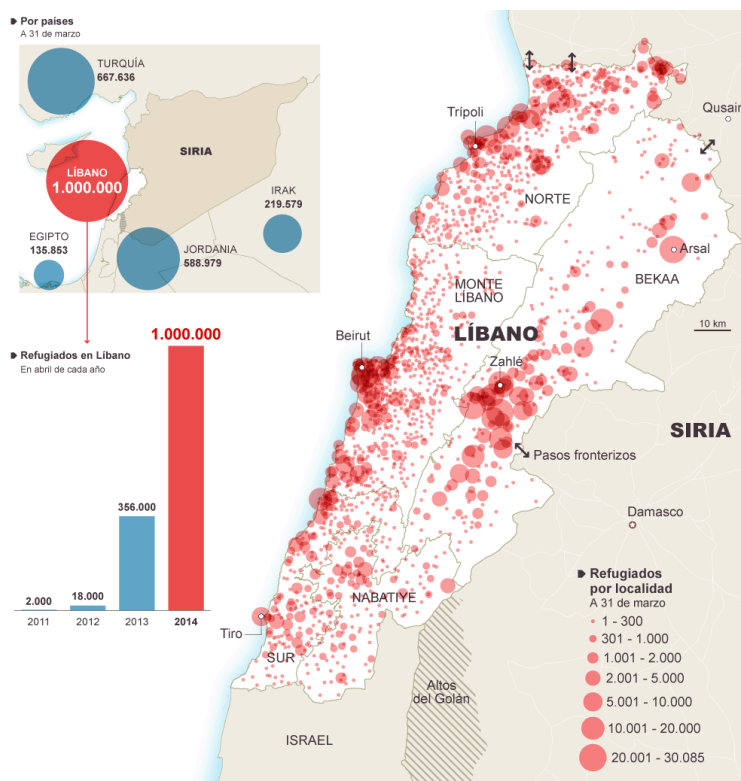 Por países
A 31 de marzo
TURQUÍA
667.636
SIRIA
LÍBANO
1.000.000
IRAK
219.579
EGIPTO
135.853
JORDANIA
588.979
Refugiados en Líbano
En abril de cada año
1.000.000
356.000
18.000
2.000
2011
2012
2013
2014
Qusair
Trípoli
NORTE
Arsal
BEKAA
MONTE
LÍBANO
10 km
LÍBANO
Beirut
Zahlé
SIRIA
Pasos fronterizos
Damasco
NABATIYE
Tiro
SUR
Altos
del Golán
ISRAEL
Refugiados
por localidad
A 31 de marzo
1 - 300
301 - 1.000
1.001 - 2.000
2.001 - 5.000
5.001 - 10.000
10.001 - 20.000
20.001 - 30.085